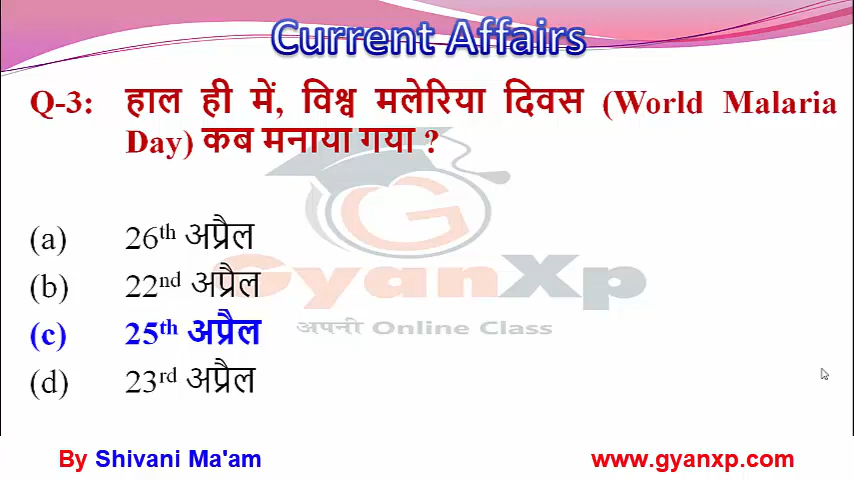 Current Affairs
Q-3: हाल ही में, विश्व मलेरिया दिवस (World Malaria
Day) कब मनाया गया ?
(a) 26th अप्रैल
(b) 22nd अप्रैल
GyanXp
(c) 25th अप्रैल
अपनी Online Class
(d) 23rd अप्रैल
By Shivani Ma'am
www.gyanxp.com